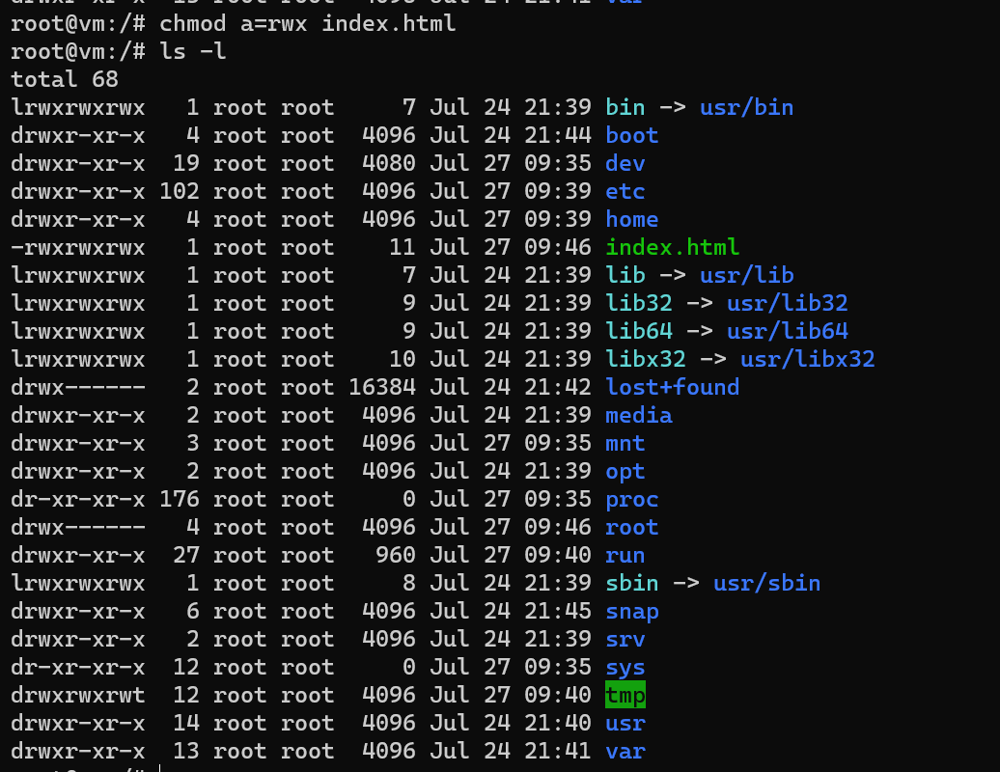 drwxr-xr-x  13 root root  4096 Jul 24 21:41 var
root@vm:/# chmod a=rwx index.html
root@vm:/# ls -l
total 68
lrwxrwxrwx   1 root root     7 Jul 24 21:39 bin -> usr/bin
drwxr-xr-x   4 root root  4096 Jul 24 21:44 boot
drwxr-xr-x  19 root root  4080 Jul 27 09:35 dev
drwxr-xr-x 102 root root  4096 Jul 27 09:39 etc
drwxr-xr-x   4 root root  4096 Jul 27 09:39 home
-rwxrwxrwx   1 root root    11 Jul 27 09:46 index.html
lrwxrwxrwx   1 root root     7 Jul 24 21:39 lib -> usr/lib
lrwxrwxrwx   1 root root     9 Jul 24 21:39 lib32 -> usr/lib32
lrwxrwxrwx   1 root root     9 Jul 24 21:39 lib64 -> usr/lib64
lrwxrwxrwx   1 root root    10 Jul 24 21:39 libx32 -> usr/libx32
drwx------   2 root root 16384 Jul 24 21:42 lost+found
drwxr-xr-x   2 root root  4096 Jul 24 21:39 media
drwxr-xr-x   3 root root  4096 Jul 27 09:35 mnt
drwxr-xr-x   2 root root  4096 Jul 24 21:39 opt
dr-xr-xr-x 176 root root     0 Jul 27 09:35 proc
drwx------   4 root root  4096 Jul 27 09:46 root
drwxr-xr-x  27 root root   960 Jul 27 09:40 run
lrwxrwxrwx   1 root root     8 Jul 24 21:39 sbin -> usr/sbin
drwxr-xr-x   6 root root  4096 Jul 24 21:45 snap
drwxr-xr-x   2 root root  4096 Jul 24 21:39 srv
dr-xr-xr-x  12 root root     0 Jul 27 09:35 sys
drwxrwxrwt  12 root root  4096 Jul 27 09:40 tmp
drwxr-xr-x  14 root root  4096 Jul 24 21:40 usr
drwxr-xr-x  13 root root  4096 Jul 24 21:41 var